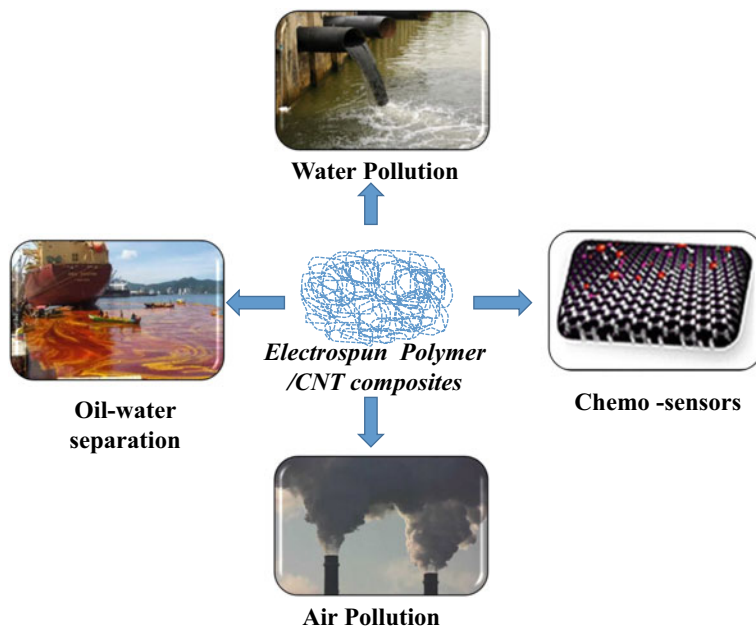 Water Pollution
Electrospun Polymer
/CNT composites
Oil-water
separation
Chemo -sensors
Air Pollution